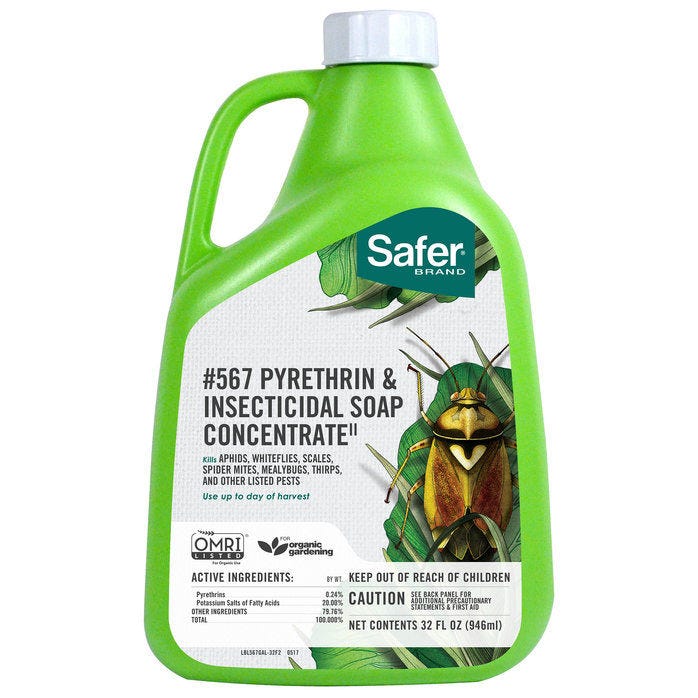 Safer®
BRAND
#567 PYRETHRIN &
INSECTICIDAL SOAP
CONCENTRATE II
Kills APHIDS, WHITEFLIES, SCALES,
SPIDER MITES, MEALYBUGS, THIRPS,
AND OTHER LISTED PESTS
Use up to day of harvest
OMRI®
LISTED
For Organic Use
FOR
organic
gardening
ACTIVE INGREDIENTS: BY WT.
Pyrethrins 0.24%
Potassium Salts of Fatty Acids 20.00%
OTHER INGREDIENTS 79.76%
TOTAL 100.000%
LBL567GAL-32F2 0517
KEEP OUT OF REACH OF CHILDREN
CAUTION SEE BACK PANEL FOR
ADDITIONAL PRECAUTIONARY
STATEMENTS & FIRST AID
NET CONTENTS 32 FL OZ (946ml)